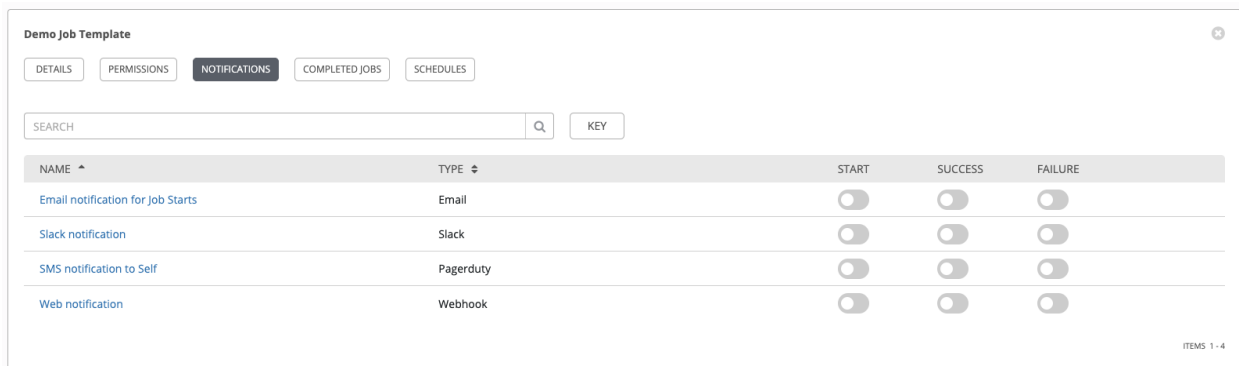 Demo Job Template
DETAILS PERMISSIONS NOTIFICATIONS COMPLETED JOBS SCHEDULES
SEARCH KEY
NAME TYPE START SUCCESS FAILURE
Email notification for Job Starts Email
Slack notification Slack
SMS notification to Self Pagerduty
Web notification Webhook
ITEMS 1 - 4